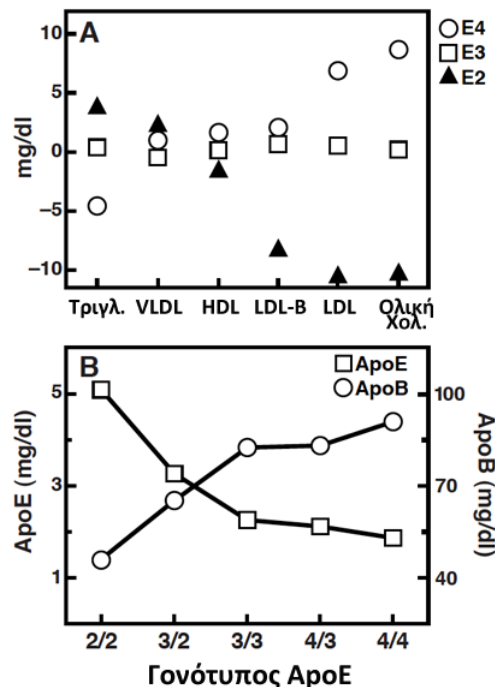 A
E4
E3
E2
mg/dl
10
5
0
−5
−10
Τριγλ. VLDL HDL LDL-B LDL Ολική Χολ.
B
ApoE
ApoB
ApoE (mg/dl)
5
3
1
ApoB (mg/dl)
100
70
40
2/2 3/2 3/3 4/3 4/4
Γονότυπος ApoE